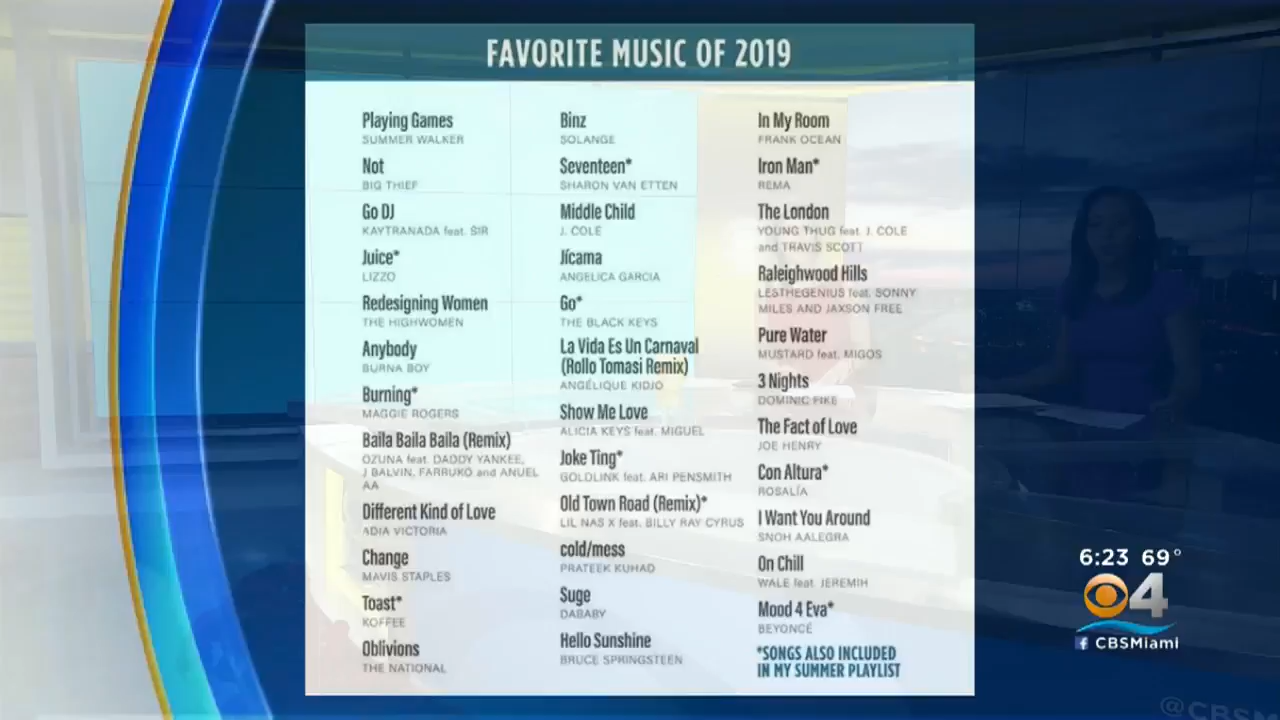 FAVORITE MUSIC OF 2019
Playing Games
SUMMER WALKER
Not
BIG THIEF
Go DJ
KAYTRANADA feat. SIR
Juice*
LIZZO
Redesigning Women
THE HIGHWOMEN
Anybody
BURNA BOY
Burning*
MAGGIE ROGERS
Baila Baila Baila (Remix)
OZUNA feat. DADDY YANKEE,
J BALVIN, FARRUKO and ANUEL
AA
Different Kind of Love
ADIA VICTORIA
Change
MAVIS STAPLES
Toast*
KOFFEE
Oblivions
THE NATIONAL
Binz
SOLANGE
Seventeen*
SHARON VAN ETTEN
Middle Child
J. COLE
Jícama
ANGELICA GARCIA
Go*
THE BLACK KEYS
La Vida Es Un Carnaval
(Rollo Tomasi Remix)
ANGÉLIQUE KIDJO
Show Me Love
ALICIA KEYS feat. MIGUEL
Joke Ting*
GOLDLINK feat. ARI PENSMITH
Old Town Road (Remix)*
LIL NAS X feat. BILLY RAY CYRUS
cold/mess
PRATEEK KUHAD
Suge
DABABY
Hello Sunshine
BRUCE SPRINGSTEEN
In My Room
FRANK OCEAN
Iron Man*
REMA
The London
YOUNG THUG feat. J. COLE
and TRAVIS SCOTT
Raleighwood Hills
LESTHEGENIUS feat. SONNY
MILES AND JAXSON FREE
Pure Water
MUSTARD feat. MIGOS
3 Nights
DOMINIC FIKE
The Fact of Love
JOE HENRY
Con Altura*
ROSALÍA
I Want You Around
SNOH AALEGRA
On Chill
WALE feat. JEREMIH
Mood 4 Eva*
BEYONCÉ
*SONGS ALSO INCLUDED
IN MY SUMMER PLAYLIST
6:23 69°
4
CBSMiami
@CBSM